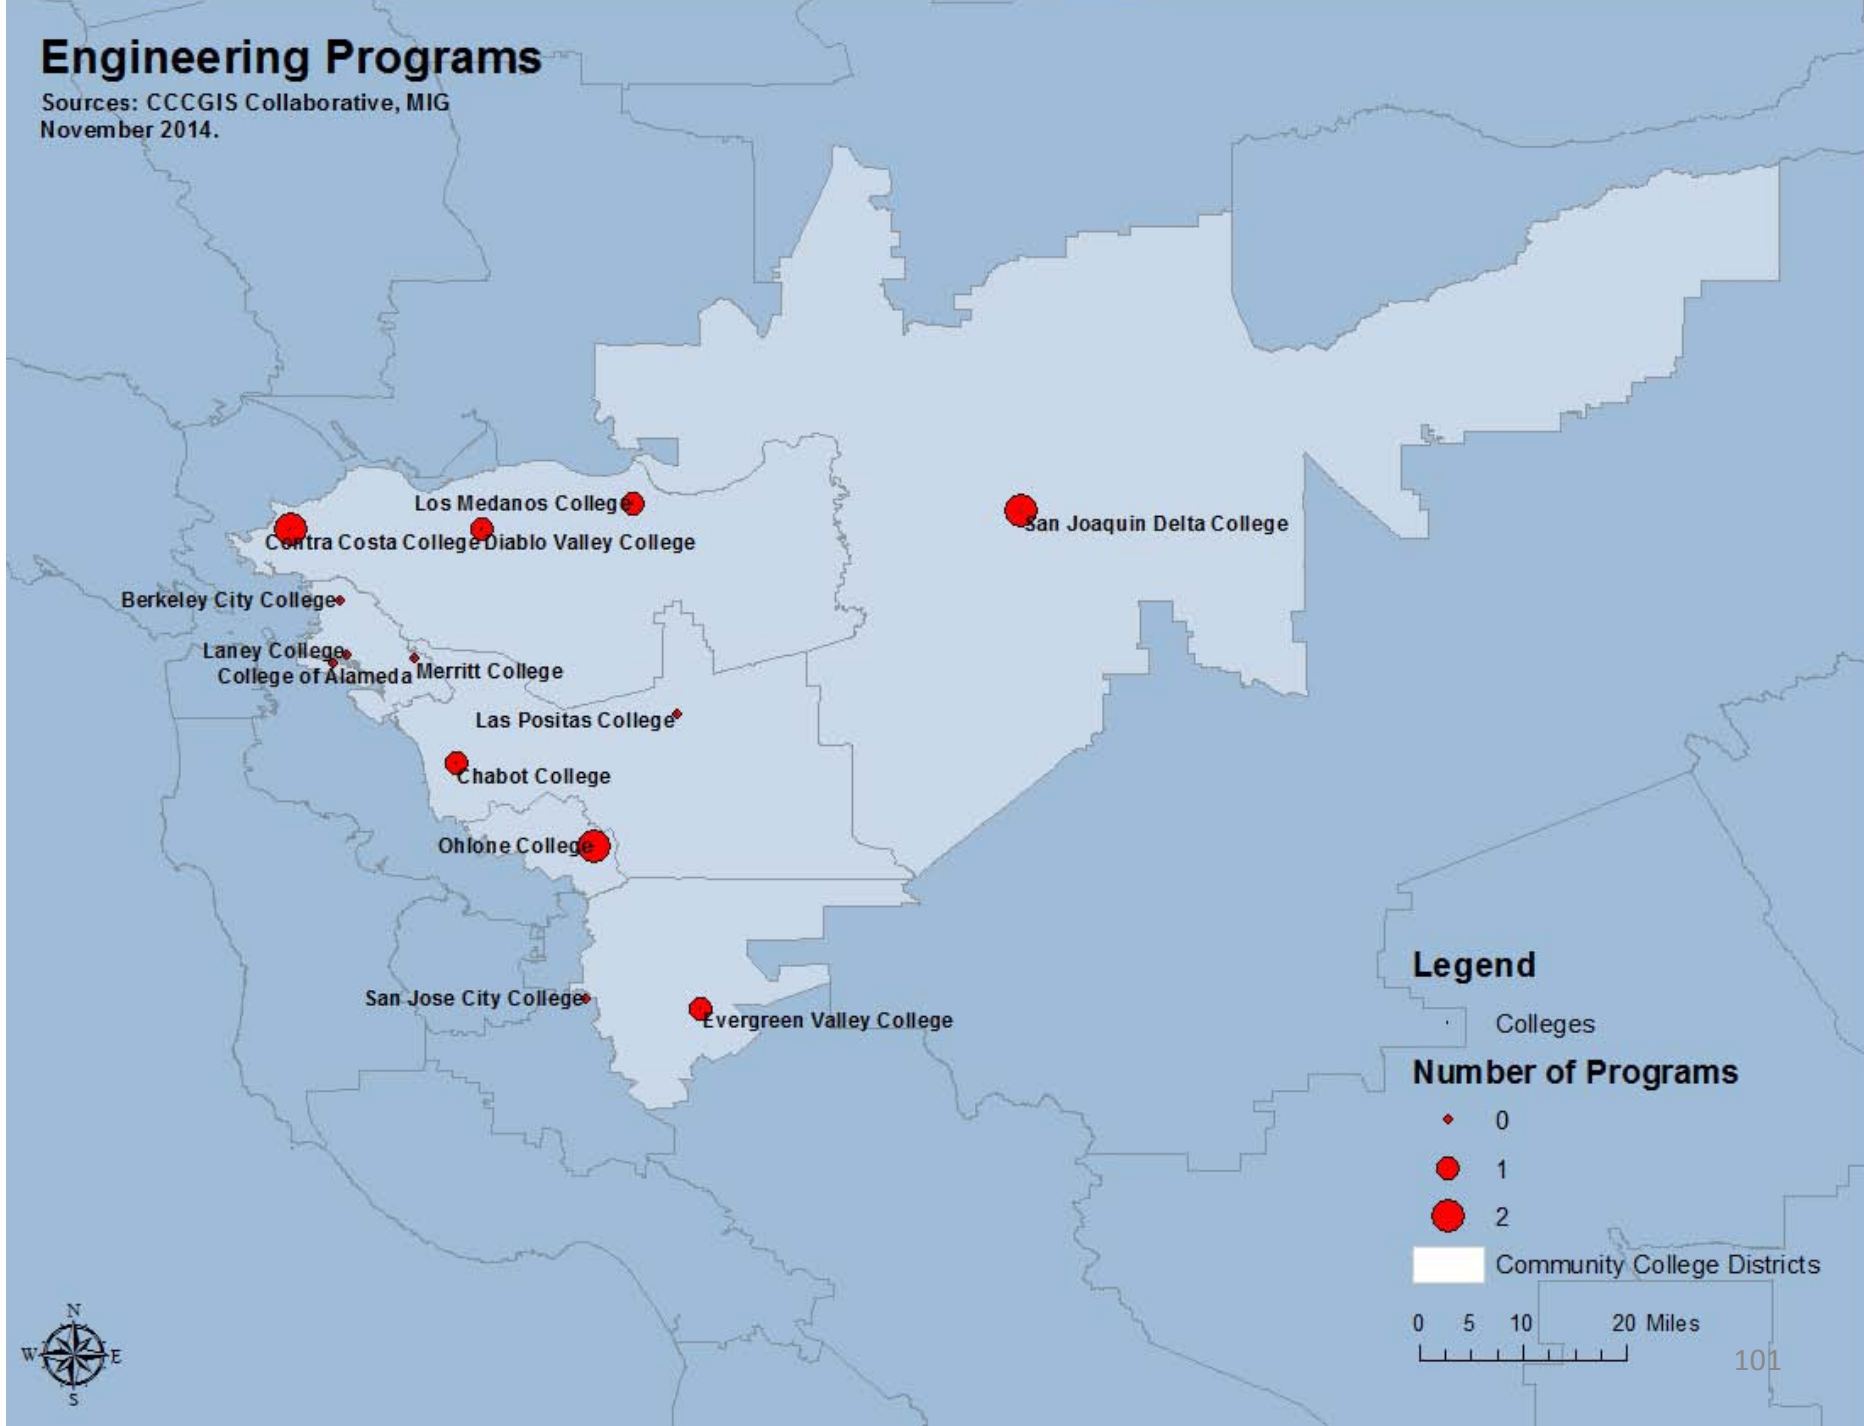 Engineering Programs
Sources: CCCGIS Collaborative, MIG
November 2014.
Los Medanos College
San Joaquin Delta College
Contra Costa College
Diablo Valley College
Berkeley City College
Laney College
College of Alameda
Merritt College
Las Positas College
Chabot College
Ohlone College
San Jose City College
Evergreen Valley College
Legend
Colleges
Number of Programs
0
1
2
Community College Districts
0 5 10 20 Miles
101
N
W E
S